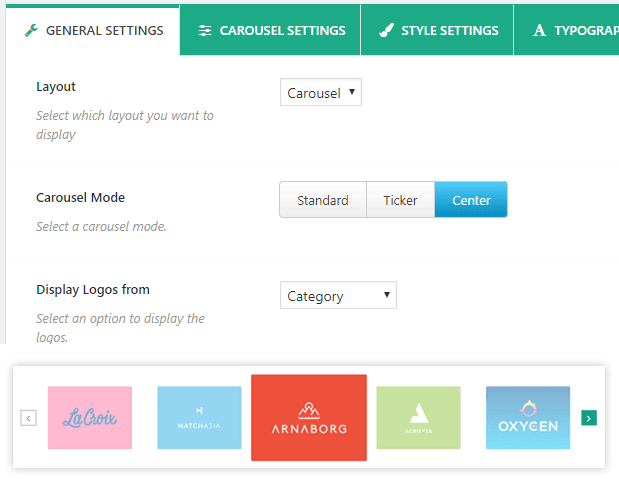 GENERAL SETTINGS
CAROUSEL SETTINGS
STYLE SETTINGS
TYPOGRAP
Layout
Carousel
Select which layout you want to
display
Carousel Mode
Standard
Ticker
Center
Select a carousel mode.
Display Logos from
Category
Select an option to display the
logos.
LaCroix
HATCHASIA
ARNABORG
ACHIEVER
OXYGEN